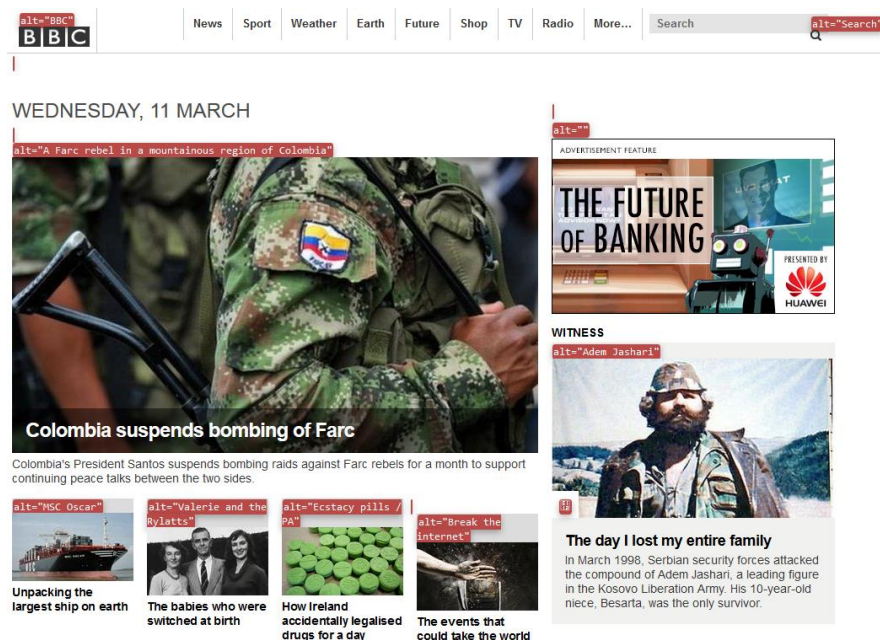 alt="BBC"
BBC
News
Sport
Weather
Earth
Future
Shop
TV
Radio
More...
Search
alt="Search"
WEDNESDAY, 11 MARCH
alt="A Farc rebel in a mountainous region of Colombia"
Colombia suspends bombing of Farc
Colombia's President Santos suspends bombing raids against Farc rebels for a month to support
continuing peace talks between the two sides.
alt="MSC Oscar"
Unpacking the
largest ship on earth
alt="Valerie and the
Rylatts"
The babies who were
switched at birth
alt="Ecstacy pills /
PA"
How Ireland
accidentally legalised
drugs for a day
alt="Break the
internet"
The events that
could take the world
alt=""
ADVERTISEMENT FEATURE
THE FUTURE
OF BANKING
PRESENTED BY
HUAWEI
WITNESS
alt="Adem Jashari"
The day I lost my entire family
In March 1998, Serbian security forces attacked
the compound of Adem Jashari, a leading figure
in the Kosovo Liberation Army. His 10-year-old
niece, Besarta, was the only survivor.